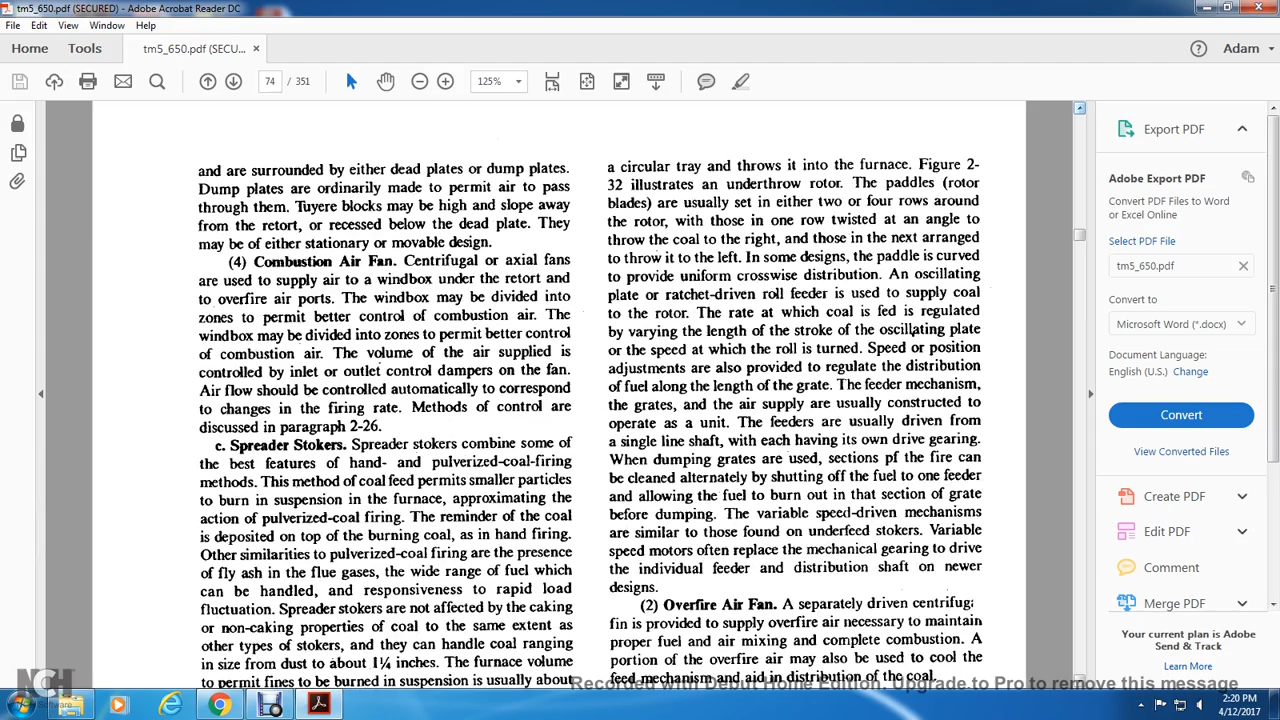 tm5_650.pdf (SECURED) - Adobe Acrobat Reader DC
File Edit View Window Help
Home Tools tm5_650.pdf (SECU... × Adam
74 / 351 125%
and are surrounded by either dead plates or dump plates.
Dump plates are ordinarily made to permit air to pass
through them. Tuyere blocks may be high and slope away
from the retort, or recessed below the dead plate. They
may be of either stationary or movable design.
(4) Combustion Air Fan. Centrifugal or axial fans
are used to supply air to a windbox under the retort and
to overfire air ports. The windbox may be divided into
zones to permit better control of combustion air. The
windbox may be divided into zones to permit better control
of combustion air. The volume of the air supplied is
controlled by inlet or outlet control dampers on the fan.
Air flow should be controlled automatically to correspond
to changes in the firing rate. Methods of control are
discussed in paragraph 2-26.
c. Spreader Stokers. Spreader stokers combine some of
the best features of hand- and pulverized-coal-firing
methods. This method of coal feed permits smaller particles
to burn in suspension in the furnace, approximating the
action of pulverized-coal firing. The reminder of the coal
is deposited on top of the burning coal, as in hand firing.
Other similarities to pulverized-coal firing are the presence
of fly ash in the flue gases, the wide range of fuel which
can be handled, and responsiveness to rapid load
fluctuation. Spreader stokers are not affected by the caking
or non-caking properties of coal to the same extent as
other types of stokers, and they can handle coal ranging
in size from dust to about 1¼ inches. The furnace volume
to permit fines to be burned in suspension is usually about
a circular tray and throws it into the furnace. Figure 2-
32 illustrates an underthrow rotor. The paddles (rotor
blades) are usually set in either two or four rows around
the rotor, with those in one row twisted at an angle to
throw the coal to the right, and those in the next arranged
to throw it to the left. In some designs, the paddle is curved
to provide uniform crosswise distribution. An oscillating
plate or ratchet-driven roll feeder is used to supply coal
to the rotor. The rate at which coal is fed is regulated
by varying the length of the stroke of the oscillating plate
or the speed at which the roll is turned. Speed or position
adjustments are also provided to regulate the distribution
of fuel along the length of the grate. The feeder mechanism,
the grates, and the air supply are usually constructed to
operate as a unit. The feeders are usually driven from
a single line shaft, with each having its own drive gearing.
When dumping grates are used, sections pf the fire can
be cleaned alternately by shutting off the fuel to one feeder
and allowing the fuel to burn out in that section of grate
before dumping. The variable speed-driven mechanisms
are similar to those found on underfeed stokers. Variable
speed motors often replace the mechanical gearing to drive
the individual feeder and distribution shaft on newer
designs.
(2) Overfire Air Fan. A separately driven centrifuga
fin is provided to supply overfire air necessary to maintain
proper fuel and air mixing and complete combustion. A
portion of the overfire air may also be used to cool the
feed mechanism and aid in distribution of the coal.
Export PDF
Adobe Export PDF
Convert PDF Files to Word
or Excel Online
Select PDF File
tm5_650.pdf ×
Convert to
Microsoft Word (*.docx)
Document Language:
English (U.S.) Change
Convert
View Converted Files
Create PDF
Edit PDF
Comment
Merge PDF
Your current plan is Adobe
Send & Track
Learn More
NCH
Software
Recorded with Debut Home Edition. Upgrade to Pro to remove this message
2:20 PM
4/12/2017